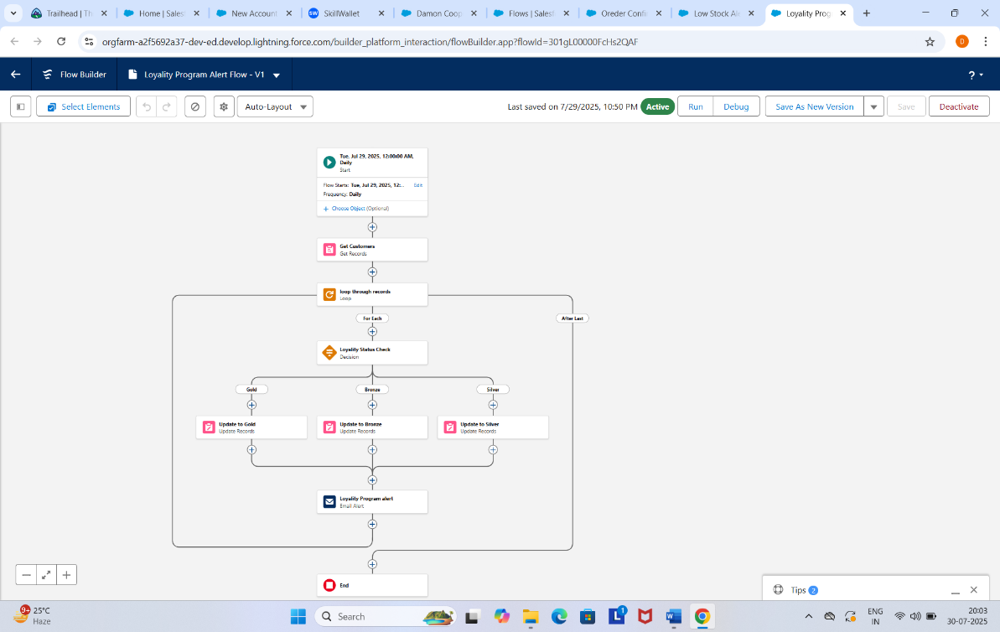 Trailhead | Th
Home | Salesf
New Account
SW
SkillWallet
Damon Coop
Flows | Salesf
Oreder Confir
Low Stock Ale
Loyality Prog
orgfarm-a2f5692a37-dev-ed.develop.lightning.force.com/builder_platform_interaction/flowBuilder.app?flowId=301gL00000FcHs2QAF
D
Flow Builder
Loyality Program Alert Flow - V1
?
Select Elements
Auto-Layout
Last saved on 7/29/2025, 10:50 PM
Active
Run
Debug
Save As New Version
Save
Deactivate
Tue, Jul 29, 2025, 12:00:00 AM,
Daily
Start
Flow Starts: Tue, Jul 29, 2025, 12:... Edit
Frequency: Daily
+ Choose Object (Optional)
Get Customers
Get Records
loop through records
Loop
For Each
After Last
Loyality Status Check
Decision
Gold
Bronze
Silver
Update to Gold
Update Records
Update to Bronze
Update Records
Update to Silver
Update Records
Loyality Program alert
Email Alert
End
Tips 2
9+
25°C
Haze
Search
1
ENG
IN
20:03
30-07-2025